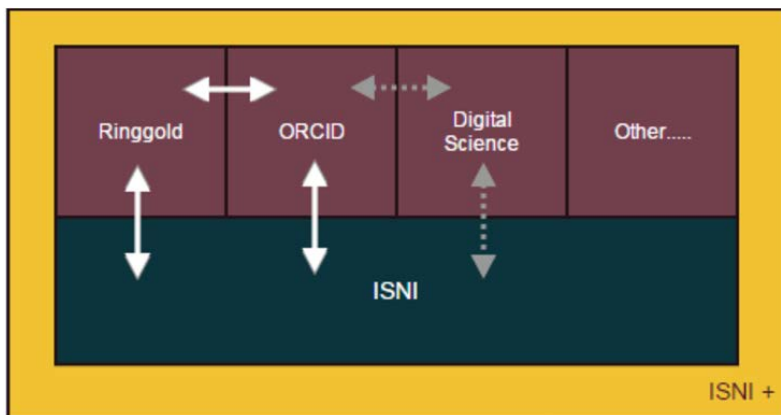 Ringgold
ORCID
Digital
Science
Other.....
ISNI
ISNI +